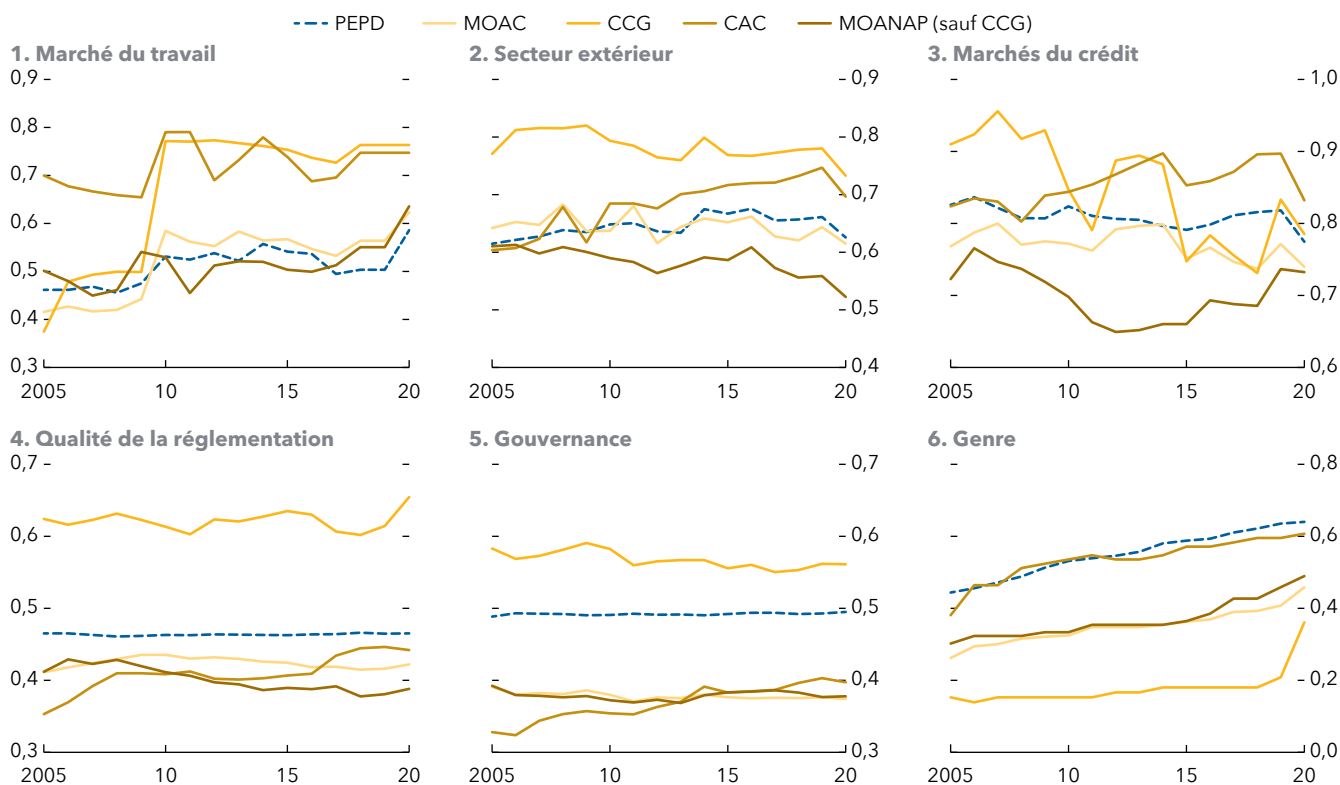 PEPD MOAC CCG CAC MOANAP (sauf CCG)
1. Marché du travail
0,9
0,8
0,7
0,6
0,5
0,4
0,3
2005 10 15 20
2. Secteur extérieur
0,9
0,8
0,7
0,6
0,5
0,4
2005 10 15 20
3. Marchés du crédit
1,0
0,9
0,8
0,7
0,6
2005 10 15 20
4. Qualité de la réglementation
0,7
0,6
0,5
0,4
0,3
2005 10 15 20
5. Gouvernance
0,7
0,6
0,5
0,4
0,3
2005 10 15 20
6. Genre
0,8
0,6
0,4
0,2
0,0
2005 10 15 20